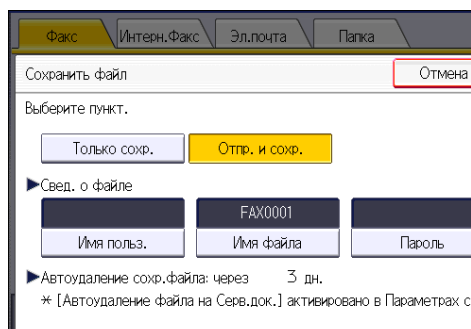 Факс Интерн.Факс Эл.почта Папка
Сохранить файл Отмена
Выберите пункт.
Только сохр. Отпр. и сохр.
►Свед. о файле
FAX0001
Имя польз. Имя файла Пароль
►Автоудаление сохр.файла: через 3 дн.
* [Автоудаление файла на Серв.док.] активировано в Параметрах с